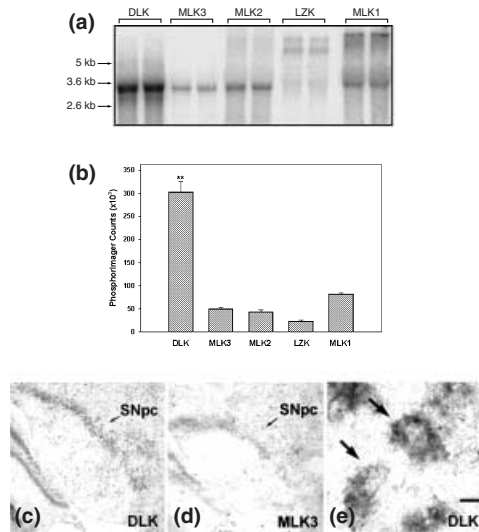 DLK MLK3 MLK2 LZK MLK1
(a)
5 kb
3.6 kb
2.6 kb
(b)
Phosphorimager Counts (x10³)
350
300
250
200
150
100
50
0
**
DLK MLK3 MLK2 LZK MLK1
SNpc
(c) DLK
SNpc
(d) MLK3
(e) DLK